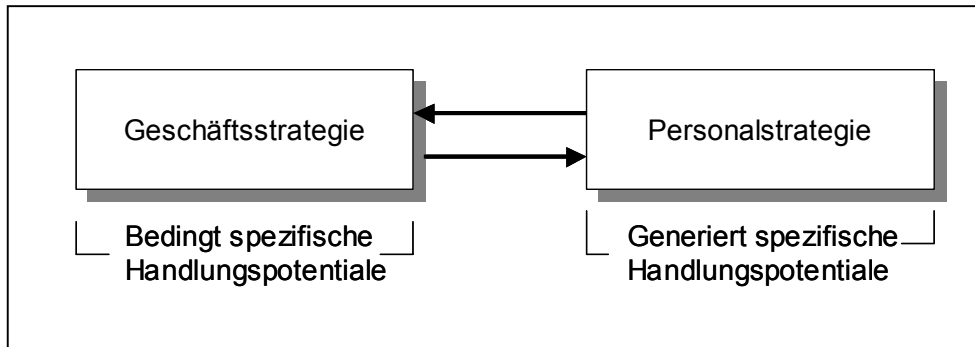 Geschäftsstrategie
Personalstrategie
Bedingt spezifische
Handlungspotentiale
Generiert spezifische
Handlungspotentiale